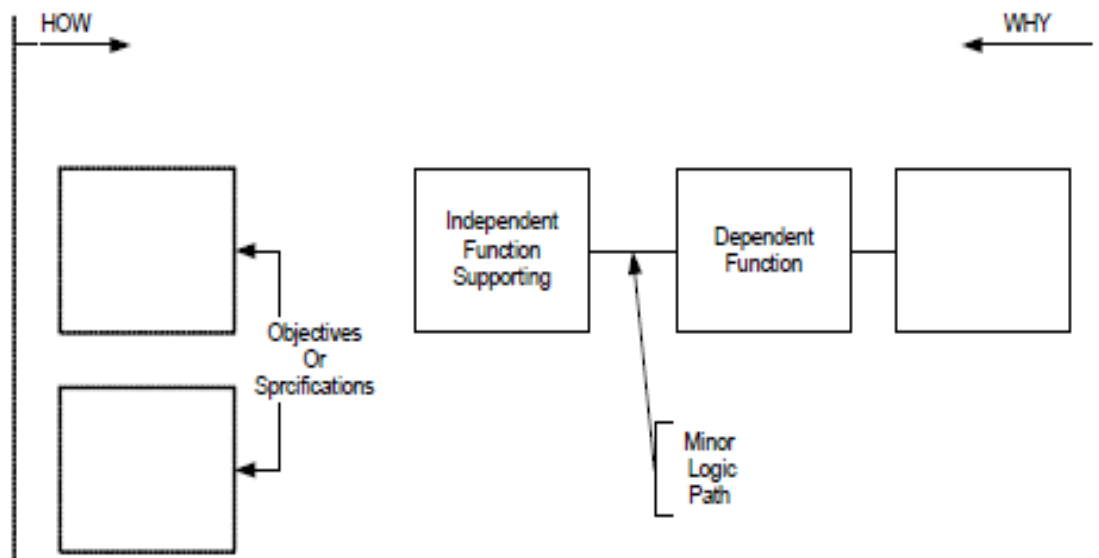 HOW
WHY
Independent
Function
Supporting
Dependent
Function
Objectives
Or
Sprcifications
Minor
Logic
Path